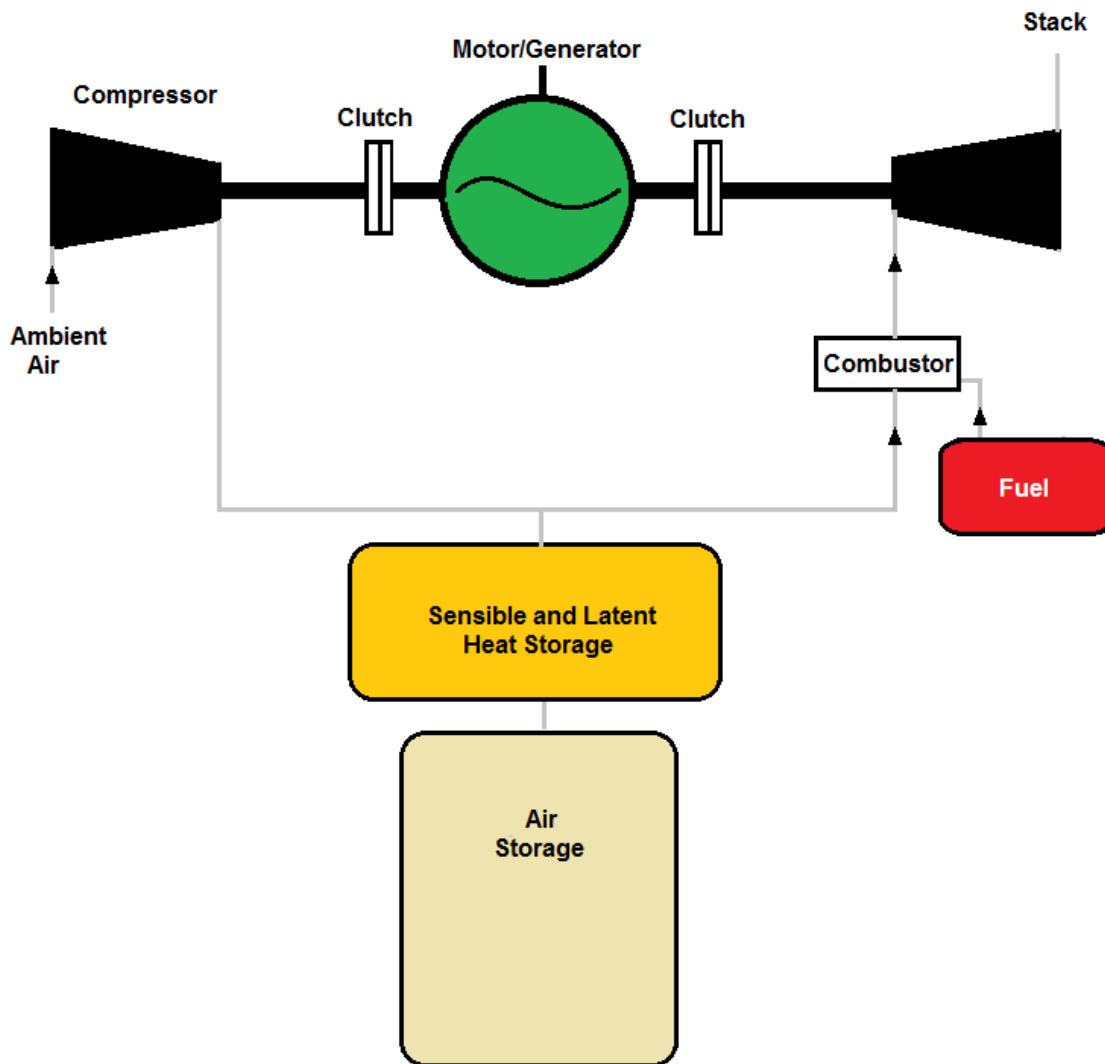 Stack
Motor/Generator
Compressor
Clutch
Clutch
Ambient
Air
Combustor
Fuel
Sensible and Latent
Heat Storage
Air
Storage